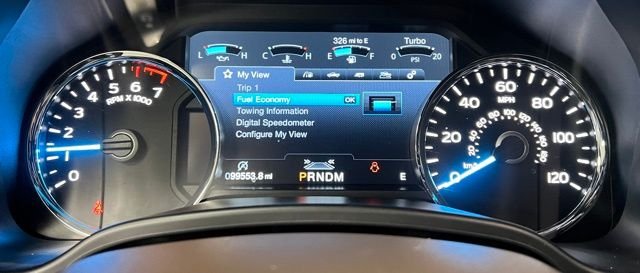 326 mi to E Turbo
L H C H E F 0 20
PSI
My View
Trip 1
Fuel Economy OK
Towing Information
Digital Speedometer
Configure My View
099553.8 mi PRNDM E
0 1 2 3 4 5 6 7
RPM X 1000
0 20 40 60 80 100 120
MPH
km/h